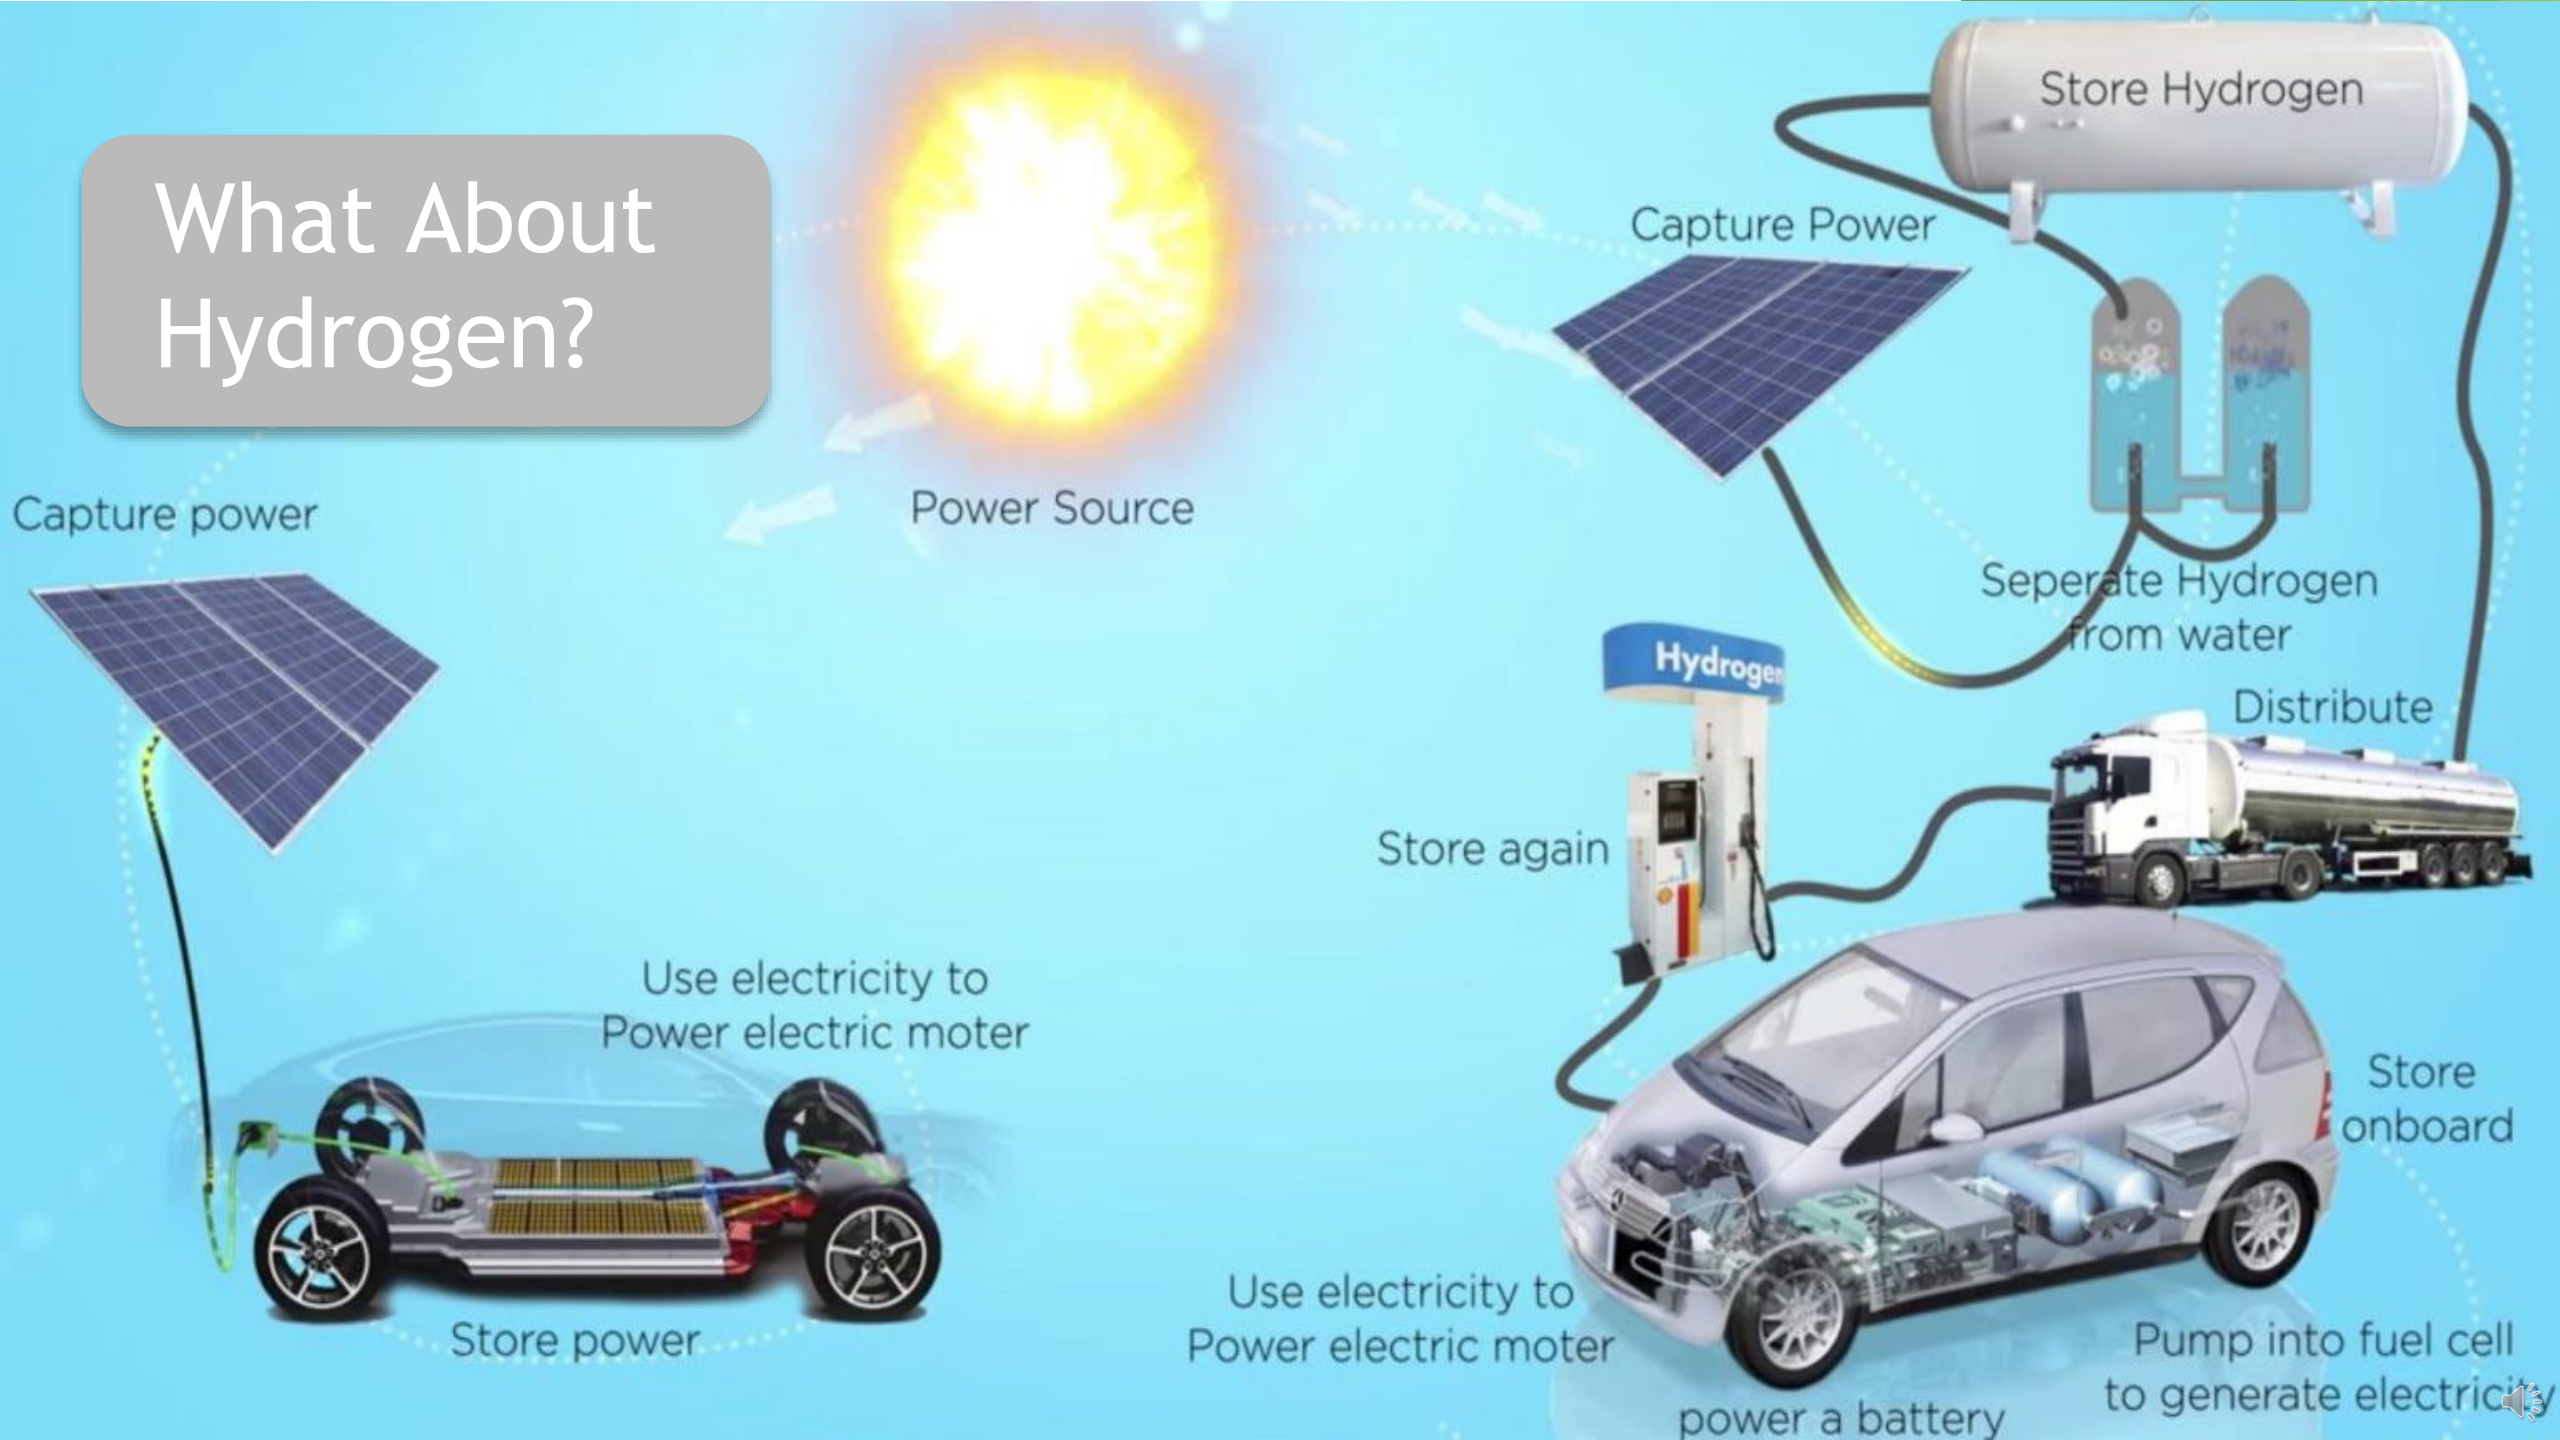 What About
Hydrogen?
Power Source
Capture power
Use electricity to
Power electric moter
Store power
Capture Power
Store Hydrogen
Seperate Hydrogen
from water
Distribute
Hydrogen
Store again
Store
onboard
Pump into fuel cell
to generate electricity
power a battery
Use electricity to
Power electric moter